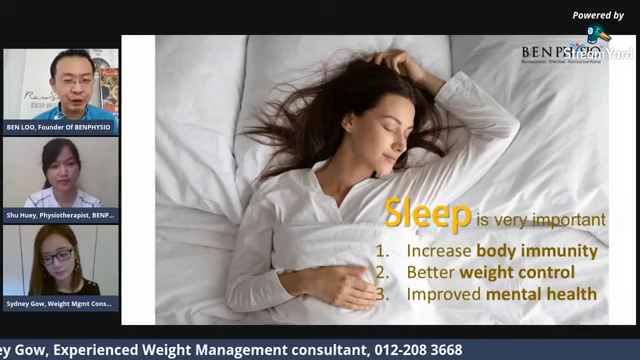 Powered by
StreamYard
BENPHYSIO
BEN LOO, Founder Of BENPHYSIO
Shu Huey, Physiotherapist, BENP...
Sydney Gow, Weight Mgmt Cons...
Sleep is very important
1. Increase body immunity
2. Better weight control
3. Improved mental health
ey Gow, Experienced Weight Management consultant, 012-208 3668